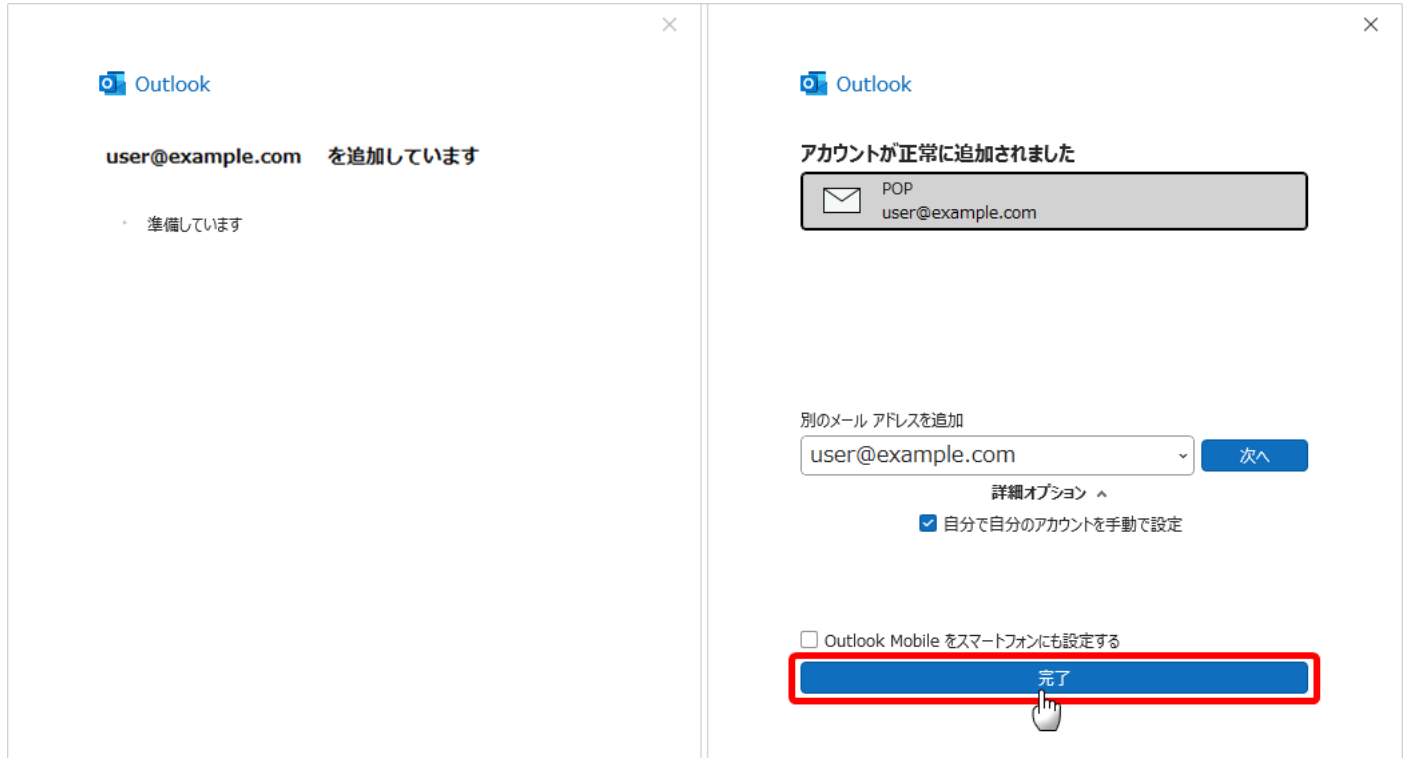 Outlook
user@example.com を追加しています
準備しています
Outlook
アカウントが正常に追加されました
POP
user@example.com
別のメール アドレスを追加
user@example.com
次へ
詳細オプション
自分で自分のアカウントを手動で設定
Outlook Mobile をスマートフォンにも設定する
完了